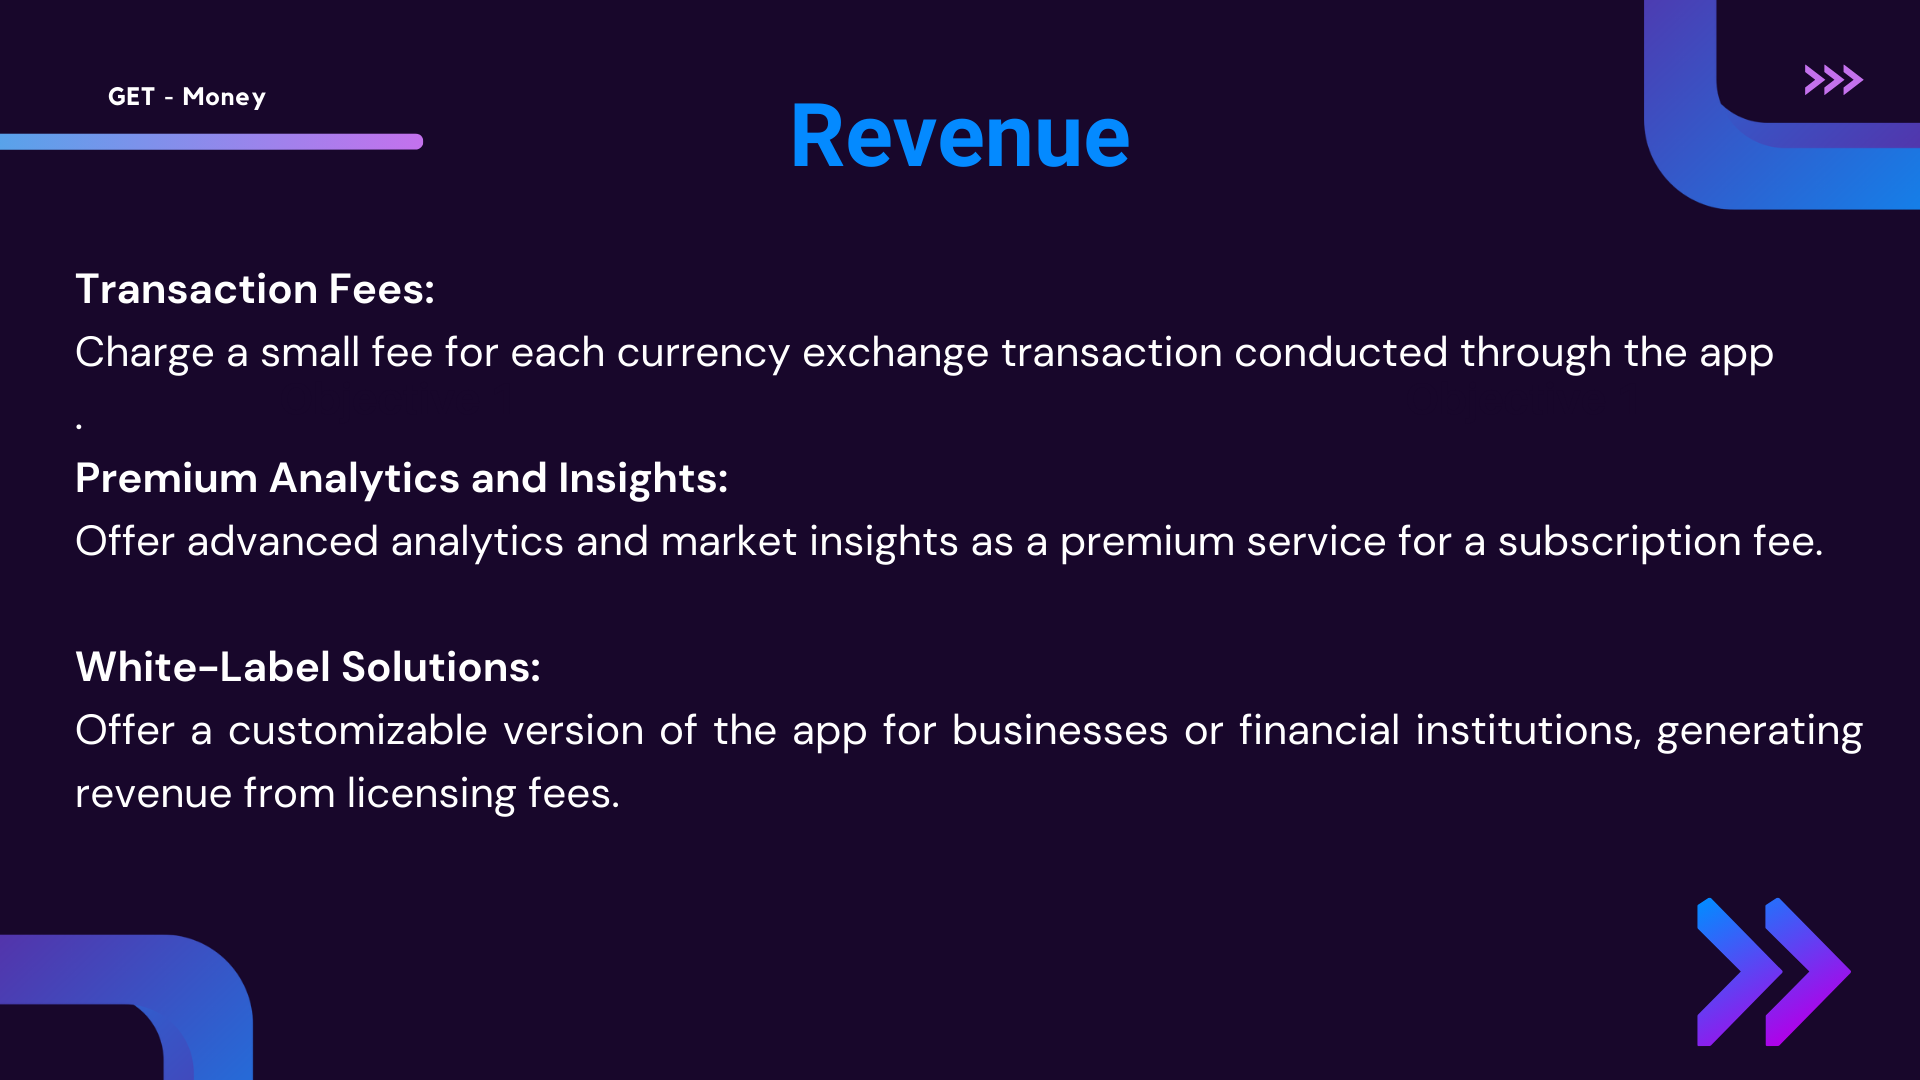 GET - Money
Revenue
Transaction Fees:
Charge a small fee for each currency exchange transaction conducted through the app
.
Premium Analytics and Insights:
Offer advanced analytics and market insights as a premium service for a subscription fee.
White-Label Solutions:
Offer a customizable version of the app for businesses or financial institutions, generating
revenue from licensing fees.